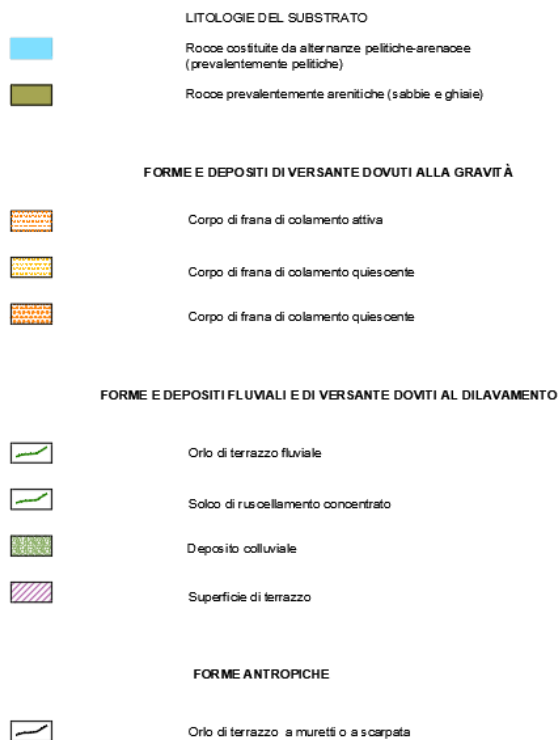 LITOLOGIE DEL SUBSTRATO
Rocce costituite da alternanze pelitiche-arenacee
(prevalentemente pelitiche)
Rocce prevalentemente arenitiche (sabbie e ghiaie)
FORME E DEPOSITI DI VERSANTE DOVUTI ALLA GRAVITÀ
Corpo di frana di colamento attiva
Corpo di frana di colamento quiescente
Corpo di frana di colamento quiescente
FORME E DEPOSITI FLUVIALI E DI VERSANTE DOVITI AL DILAVAMENTO
Orlo di terrazzo fluviale
Solco di ruscellamento concentrato
Deposito colluviale
Superficie di terrazzo
FORME ANTROPICHE
Orlo di terrazzo a muretti o a scarpata